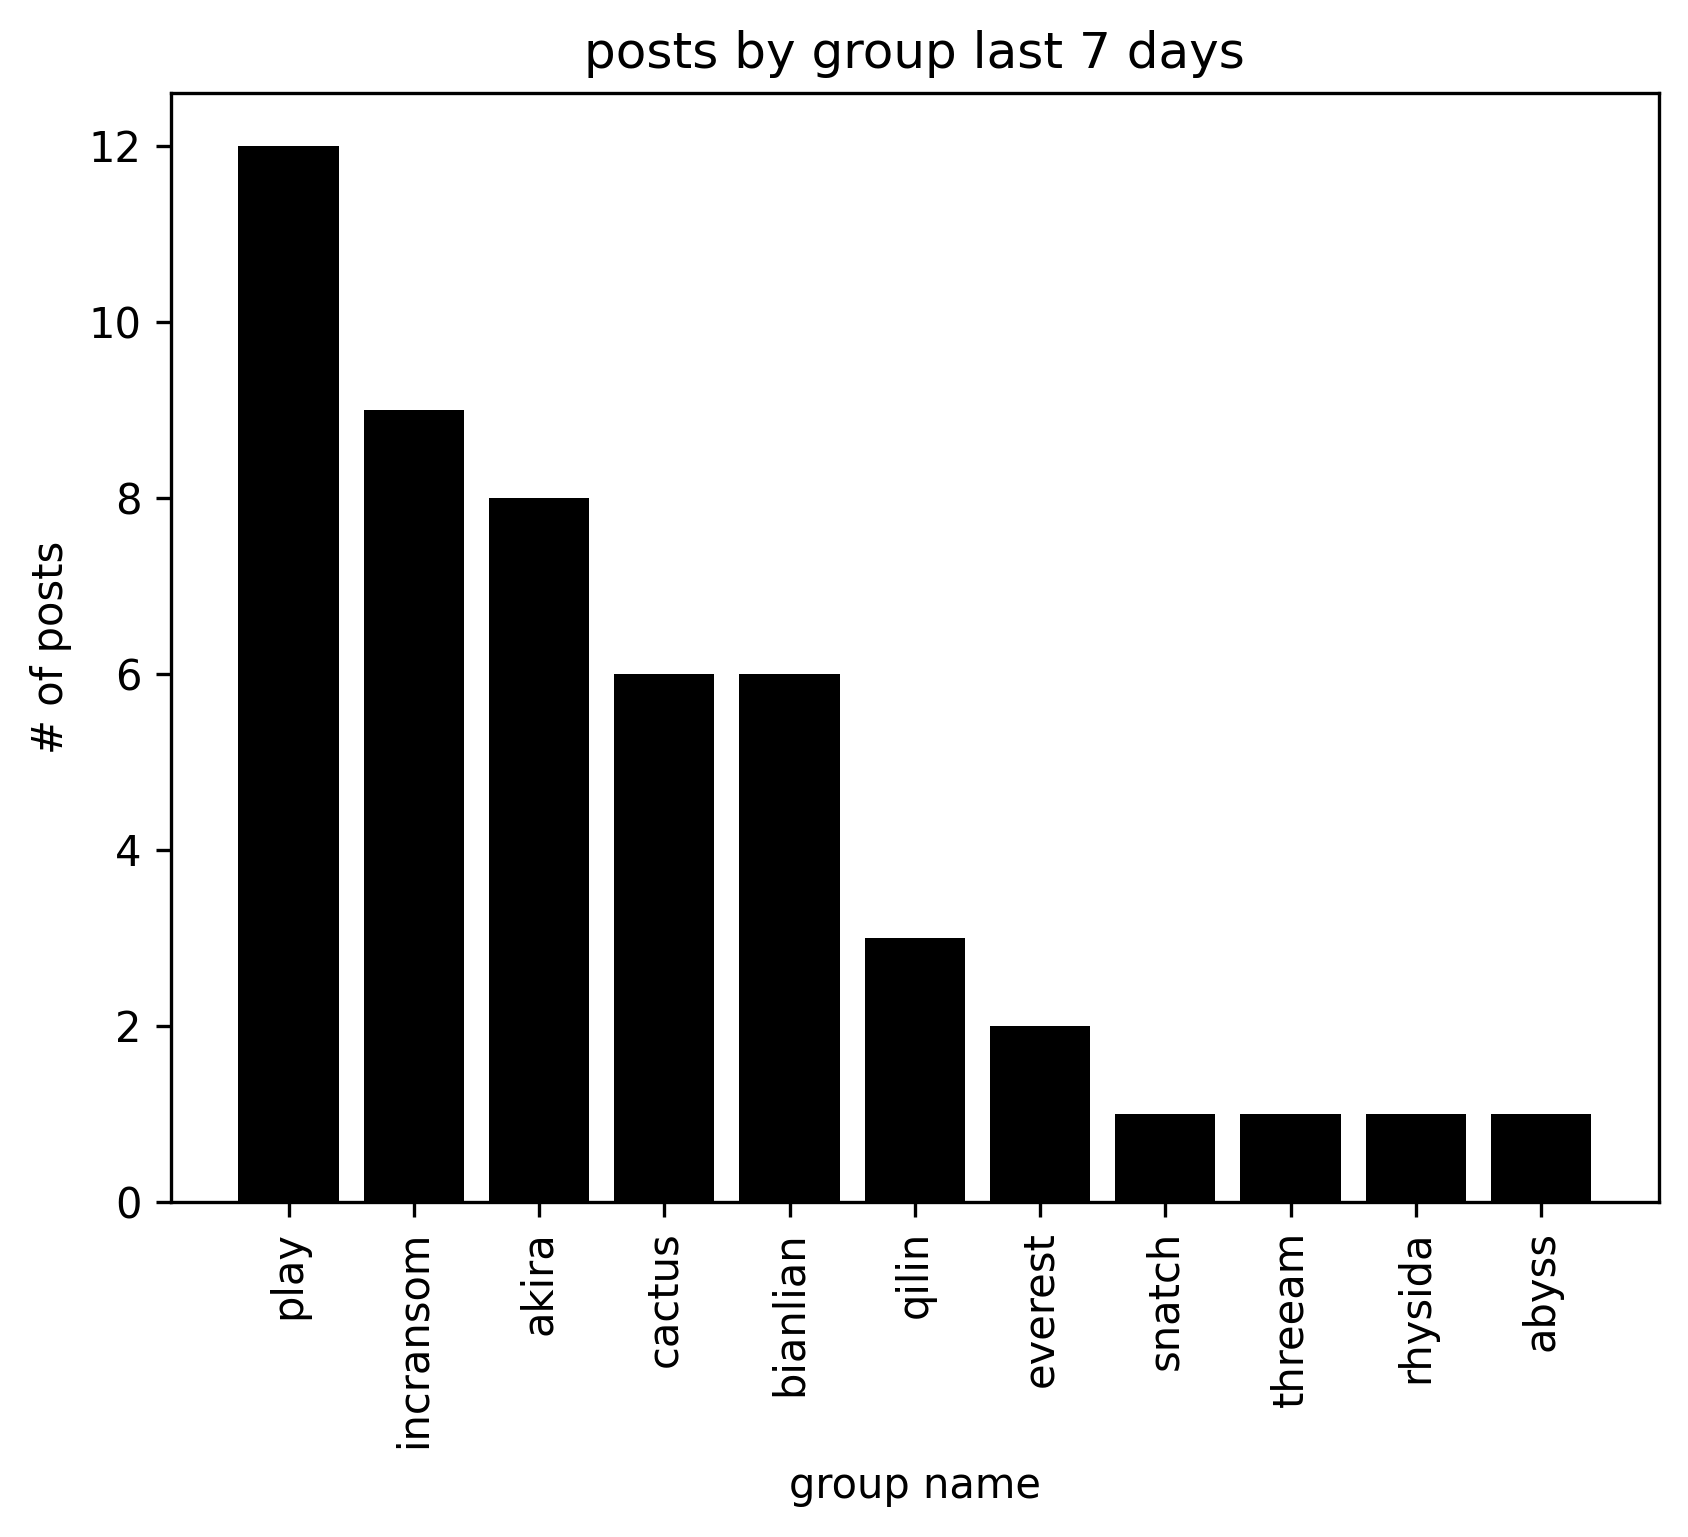 posts by group last 7 days
12
10
8
6
4
2
0
# of posts
play
incransom
akira
cactus
bianlian
qilin
everest
snatch
threeam
rhysida
abyss
group name